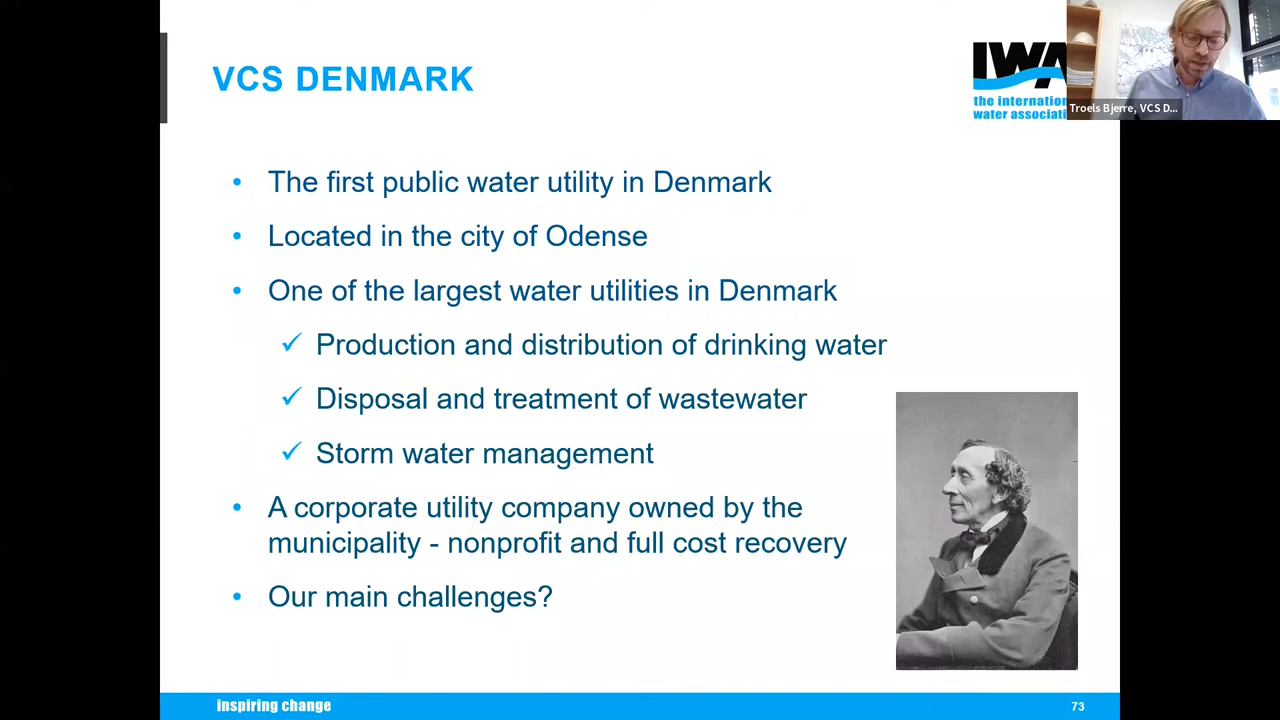 VCS DENMARK
IWA
the internation
water associati
Troels Bjerre, VCS D...
• The first public water utility in Denmark
• Located in the city of Odense
• One of the largest water utilities in Denmark
✓ Production and distribution of drinking water
✓ Disposal and treatment of wastewater
✓ Storm water management
• A corporate utility company owned by the
municipality - nonprofit and full cost recovery
• Our main challenges?
inspiring change
73